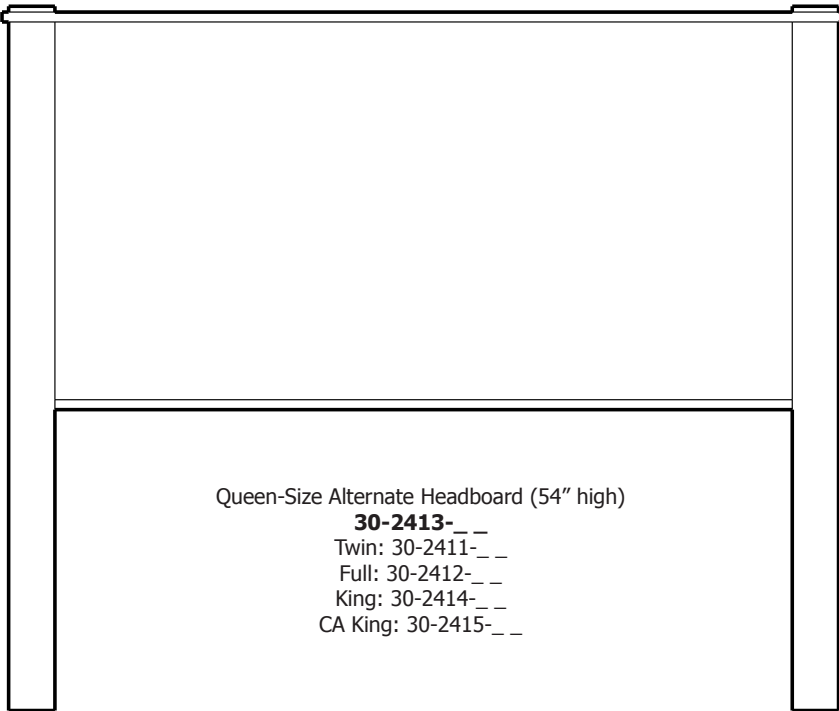 Queen-Size Alternate Headboard (54” high)
30-2413-_ _
Twin: 30-2411-_ _
Full: 30-2412-_ _
King: 30-2414-_ _
CA King: 30-2415-_ _